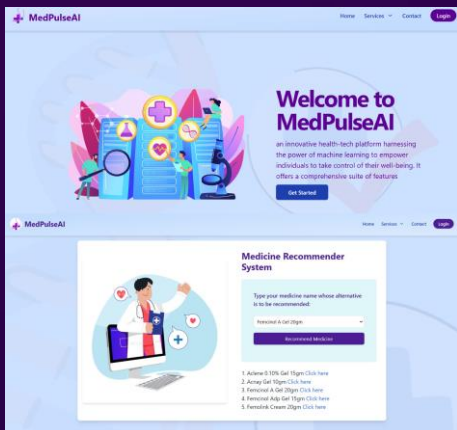 MedPulseAI
Home Services Contact Login
Welcome to
MedPulseAI
an innovative health-tech platform harnessing
the power of machine learning to empower
individuals to take control of their well-being. It
offers a comprehensive suite of features
Get Started
MedPulseAI
Home Services Contact Login
Medicine Recommender
System
Type your medicine name whose alternative
is to be recommended:
Femcinol A Gel 20gm
Recommend Medicine
1. Aclene 0.10% Gel 15gm Click here
2. Acnay Gel 10gm Click here
3. Femcinol A Gel 20gm Click here
4. Femcinol Adp Gel 15gm Click here
5. Femolink Cream 20gm Click here